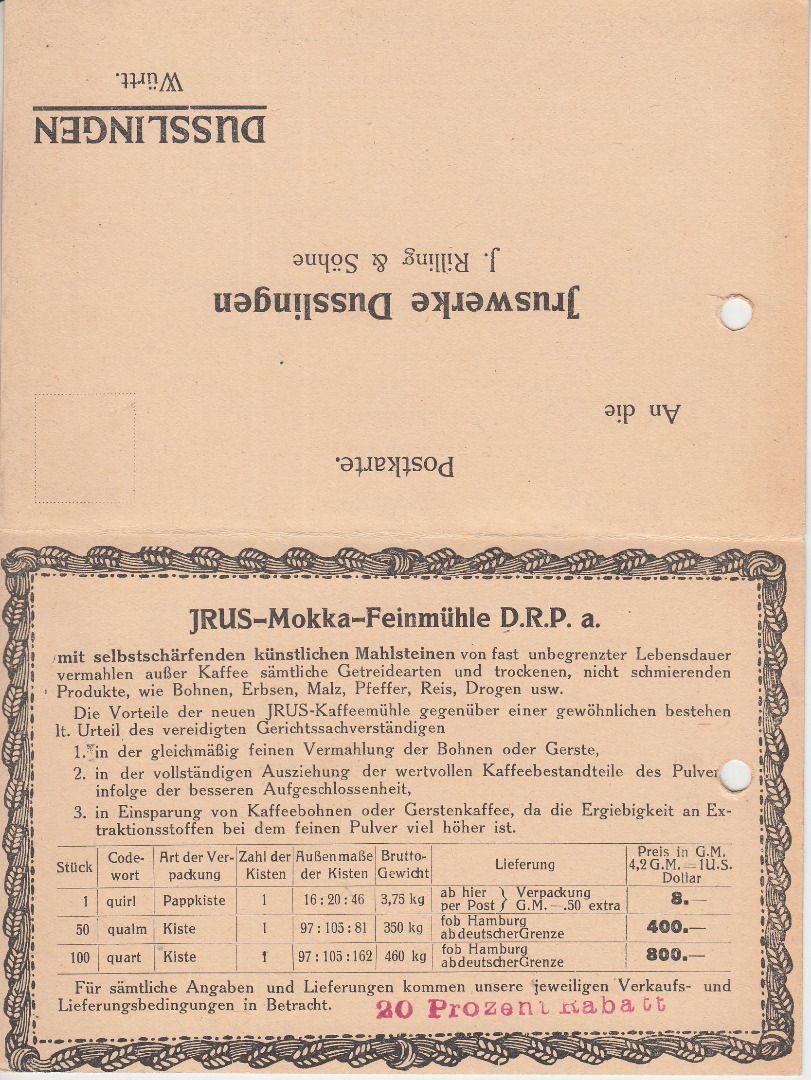 Postkarte.
An die
Jruswerke Dusslingen
J. Rilling & Söhne
DUSSLINGEN
Württ.
JRUS-Mokka-Feinmühle D.R.P. a.
mit selbstschärfenden künstlichen Mahlsteinen von fast unbegrenzter Lebensdauer
vermahlen außer Kaffee sämtliche Getreidearten und trockenen, nicht schmierenden
Produkte, wie Bohnen, Erbsen, Malz, Pfeffer, Reis, Drogen usw.
Die Vorteile der neuen JRUS-Kaffeemühle gegenüber einer gewöhnlichen bestehen
lt. Urteil des vereidigten Gerichtssachverständigen
1. in der gleichmäßig feinen Vermahlung der Bohnen oder Gerste,
2. in der vollständigen Ausziehung der wertvollen Kaffeebestandteile des Pulver
infolge der besseren Aufgeschlossenheit,
3. in Einsparung von Kaffeebohnen oder Gerstenkaffee, da die Ergiebigkeit an Ex-
traktionsstoffen bei dem feinen Pulver viel höher ist.
Stück | Code-wort | Art der Ver-packung | Zahl der Kisten | Außenmaße der Kisten | Brutto-Gewicht | Lieferung | Preis in G.M. 4,2 G.M. = 1 U.S. Dollar
1 | quirl | Pappkiste | 1 | 16 : 20 : 46 | 3,75 kg | ab hier per Post } Verpackung G.M. —.50 extra | 8.—
50 | qualm | Kiste | 1 | 97 : 105 : 81 | 350 kg | fob Hamburg ab deutscher Grenze | 400.—
100 | quart | Kiste | 1 | 97 : 105 : 162 | 460 kg | fob Hamburg ab deutscher Grenze | 800.—
Für sämtliche Angaben und Lieferungen kommen unsere jeweiligen Verkaufs- und
Lieferungsbedingungen in Betracht.
20 Prozent Rabatt